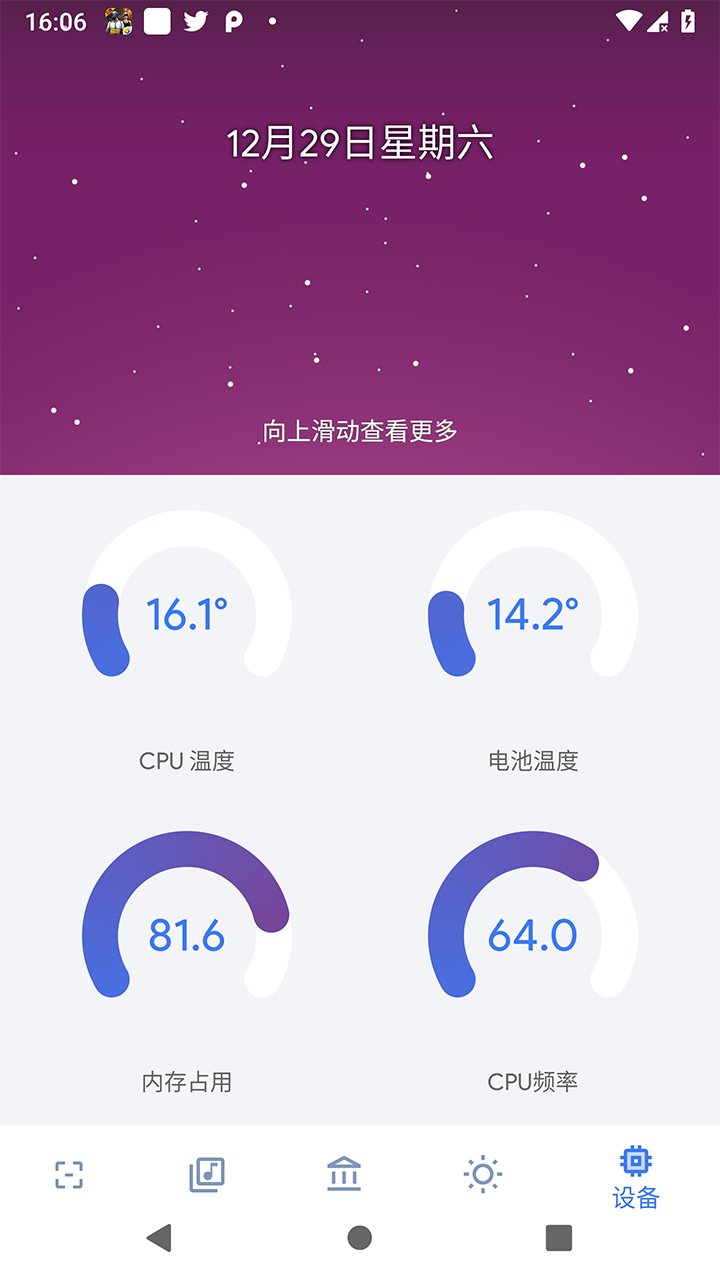 16:06
12月29日星期六
向上滑动查看更多
16.1°
14.2°
CPU 温度
电池温度
81.6
64.0
内存占用
CPU频率
设备